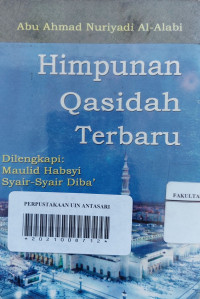 Abu Ahmad Nuriyadi Al-Alabi
Himpunan
Qasidah
Terbaru
Dilengkapi:
Maulid Habsyi
Syair-Syair Diba'
PERPUSTAKAAN UIN ANTASARI
FAKULTA